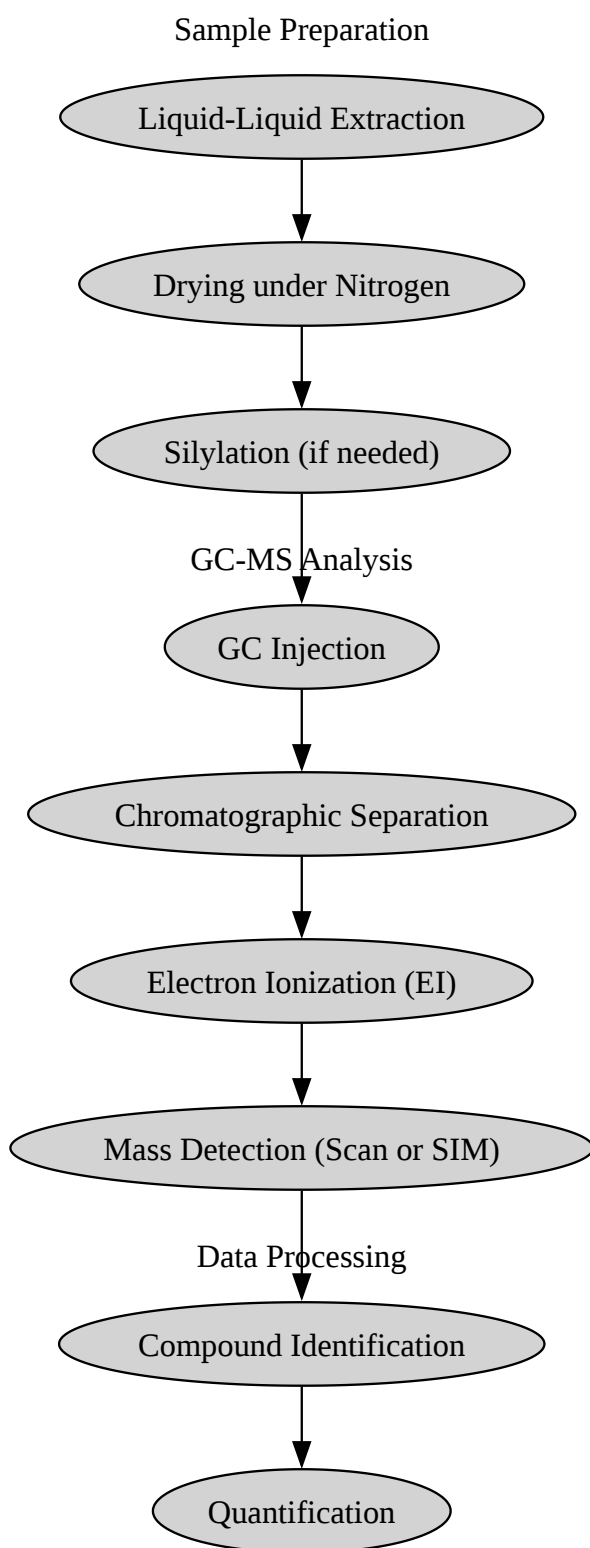 Sample Preparation
Liquid-Liquid Extraction
Drying under Nitrogen
Silylation (if needed)
GC-MS Analysis
GC Injection
Chromatographic Separation
Electron Ionization (EI)
Mass Detection (Scan or SIM)
Data Processing
Compound Identification
Quantification